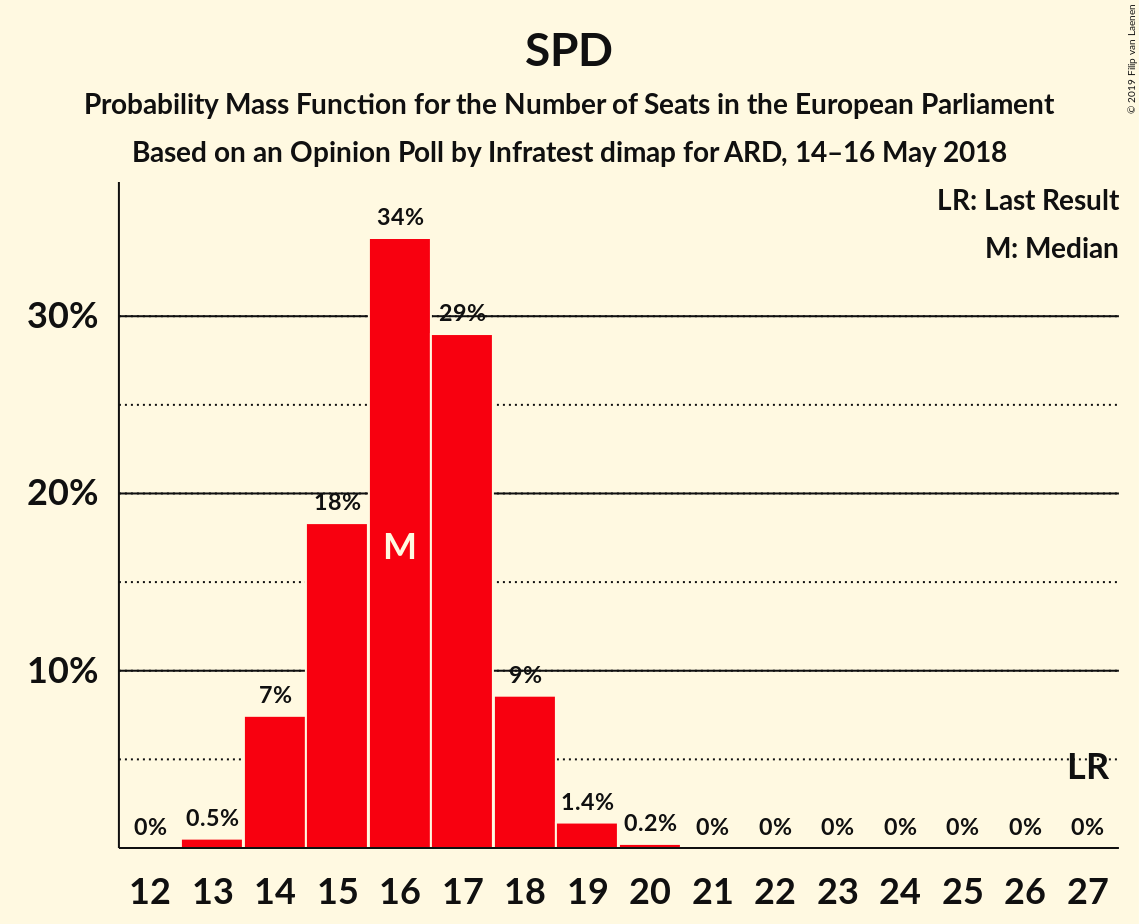 SPD
Probability Mass Function for the Number of Seats in the European Parliament
Based on an Opinion Poll by Infratest dimap for ARD, 14–16 May 2018
© 2019 Filip van Laenen
LR: Last Result
M: Median
34%
30%
29%
20%
18%
M
10%
9%
7%
LR
0%
0.5%
1.4%
0.2%
0%
0%
0%
0%
0%
0%
0%
12 13 14 15 16 17 18 19 20 21 22 23 24 25 26 27